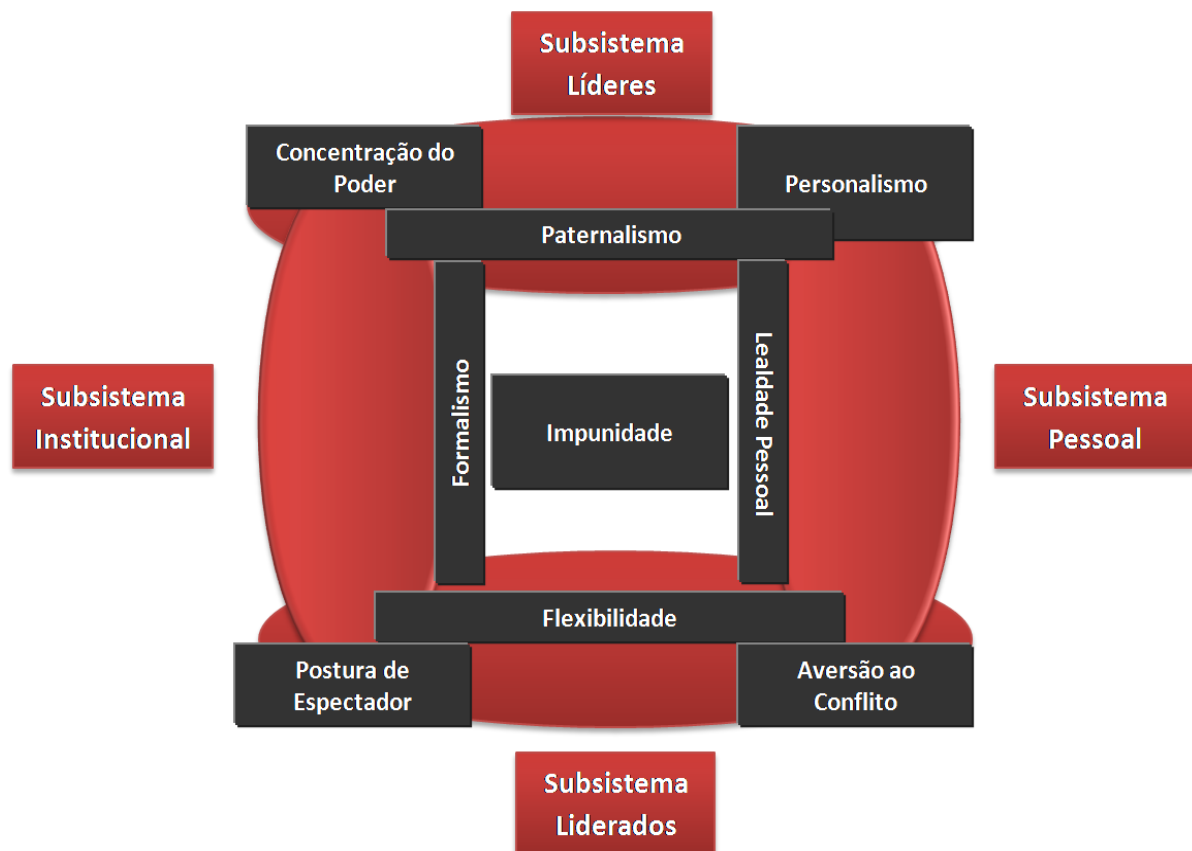 Subsistema
Líderes
Concentração do
Poder
Personalismo
Paternalismo
Subsistema
Institucional
Formalismo
Impunidade
Lealdade Pessoal
Subsistema
Pessoal
Flexibilidade
Postura de
Espectador
Aversão ao
Conflito
Subsistema
Liderados